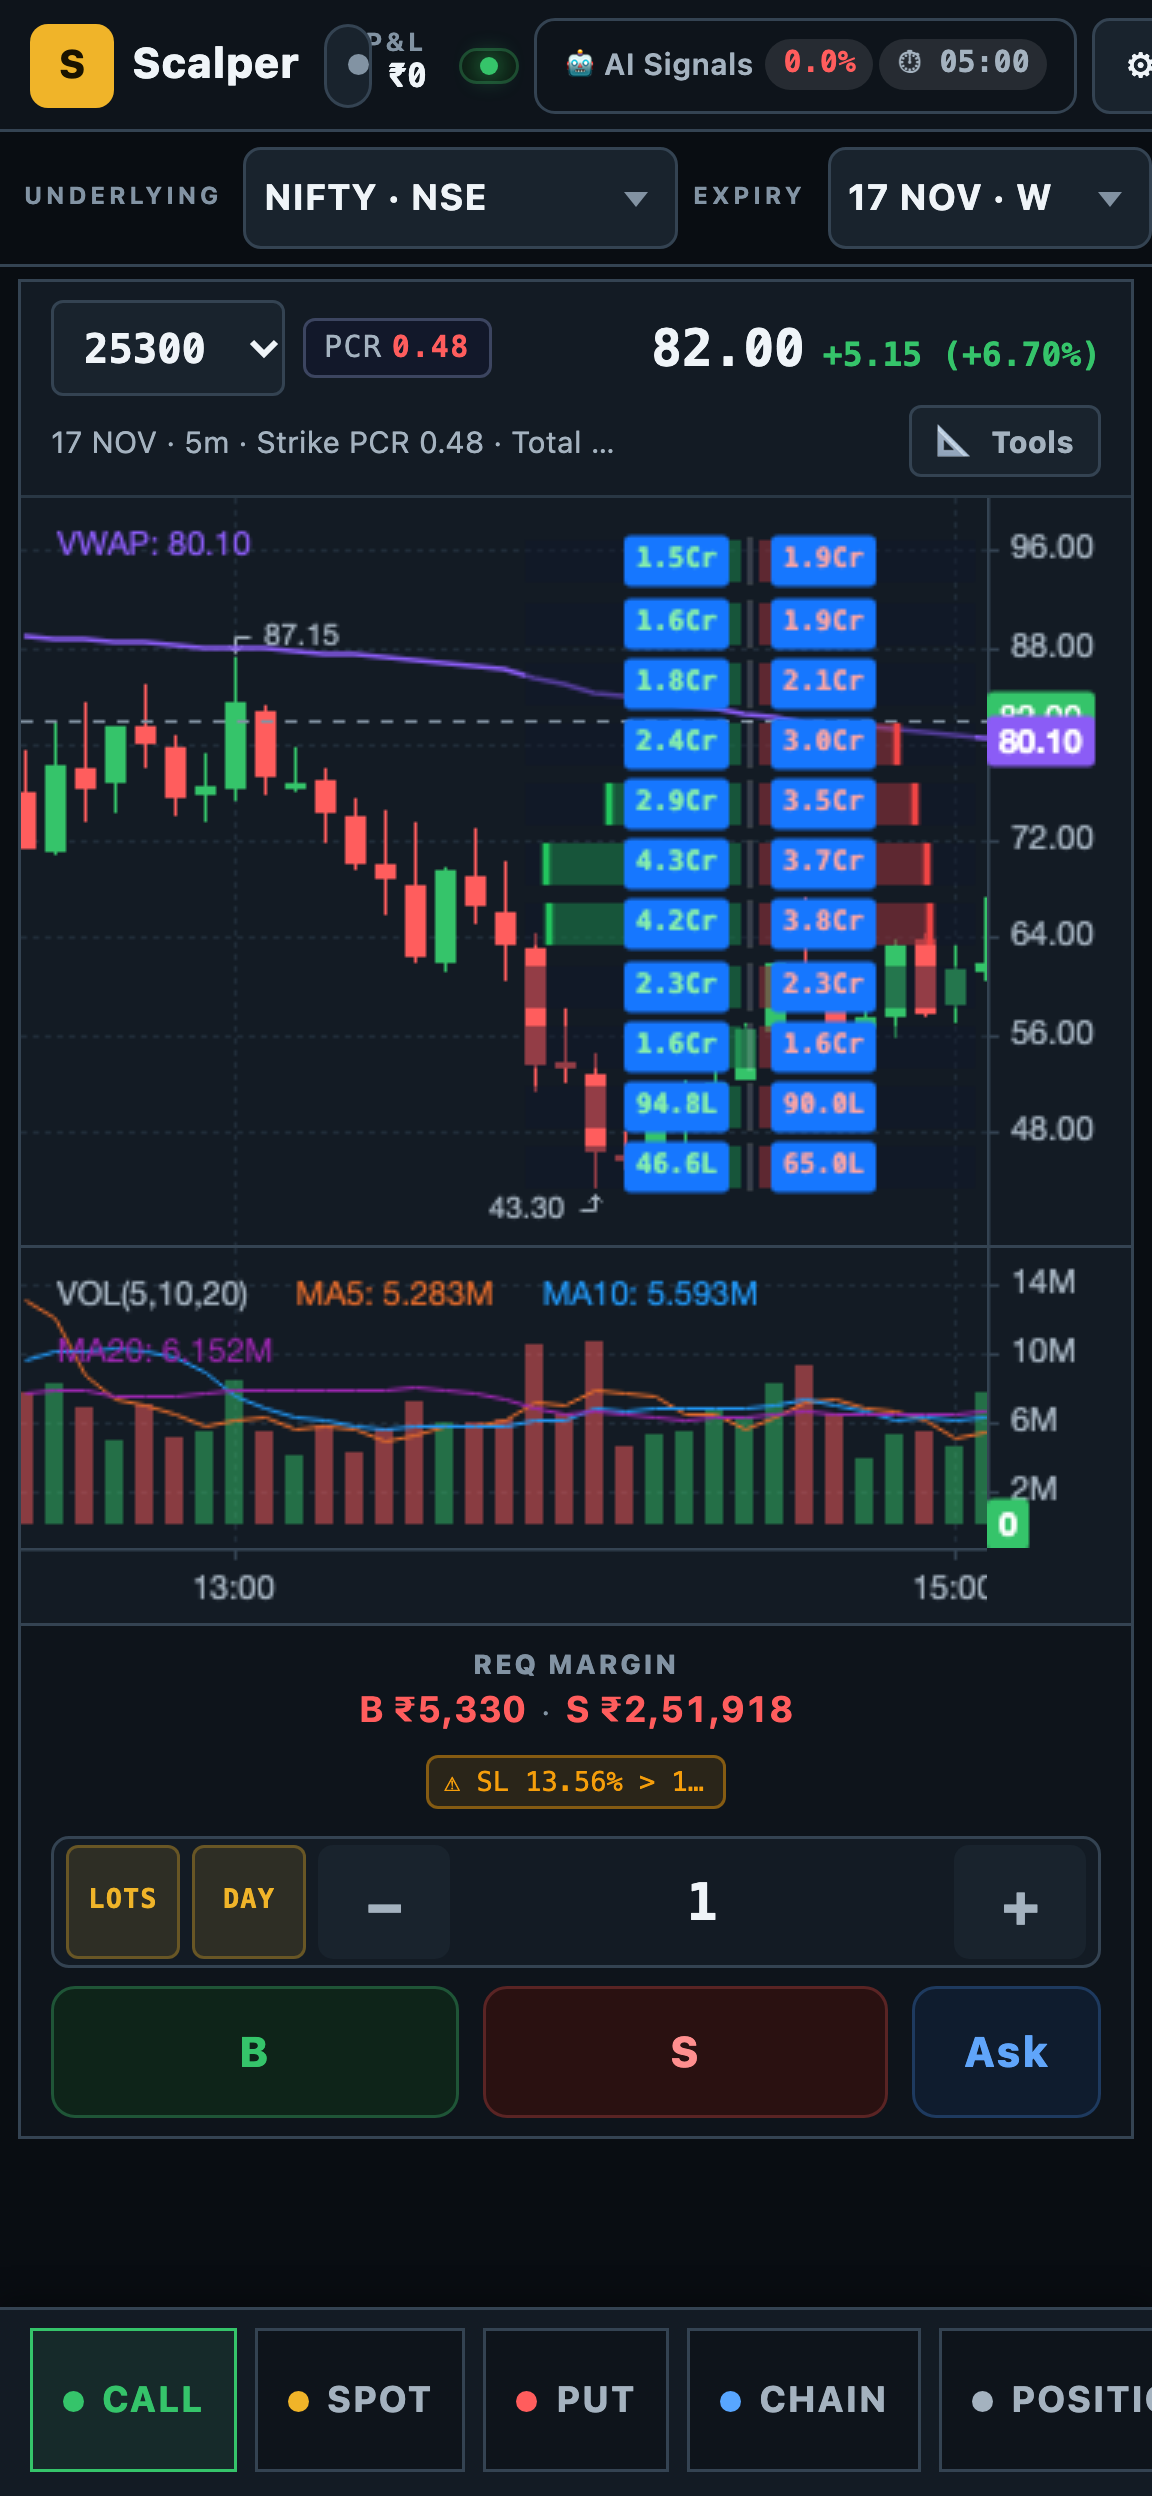 S Scalper P&L ₹0 🤖 AI Signals 0.0% ⏱ 05:00 ⚙
UNDERLYING NIFTY · NSE EXPIRY 17 NOV · W
25300 PCR 0.48 82.00 +5.15 (+6.70%)
17 NOV · 5m · Strike PCR 0.48 · Total … Tools
VWAP: 80.10
1.5Cr 1.9Cr 96.00
87.15
1.6Cr 1.9Cr 88.00
1.8Cr 2.1Cr
82.00
2.4Cr 3.0Cr 80.10
2.9Cr 3.5Cr 72.00
4.3Cr 3.7Cr
4.2Cr 3.8Cr 64.00
2.3Cr 2.3Cr
1.6Cr 1.6Cr 56.00
94.8L 90.0L 48.00
46.6L 65.0L
43.30
VOL(5,10,20) MA5: 5.283M MA10: 5.593M 14M
MA20: 6.152M 10M
6M
2M
0
13:00 15:00
REQ MARGIN
B ₹5,330 · S ₹2,51,918
⚠ SL 13.56% > 1…
LOTS DAY − 1 +
B S Ask
CALL SPOT PUT CHAIN POSITIO